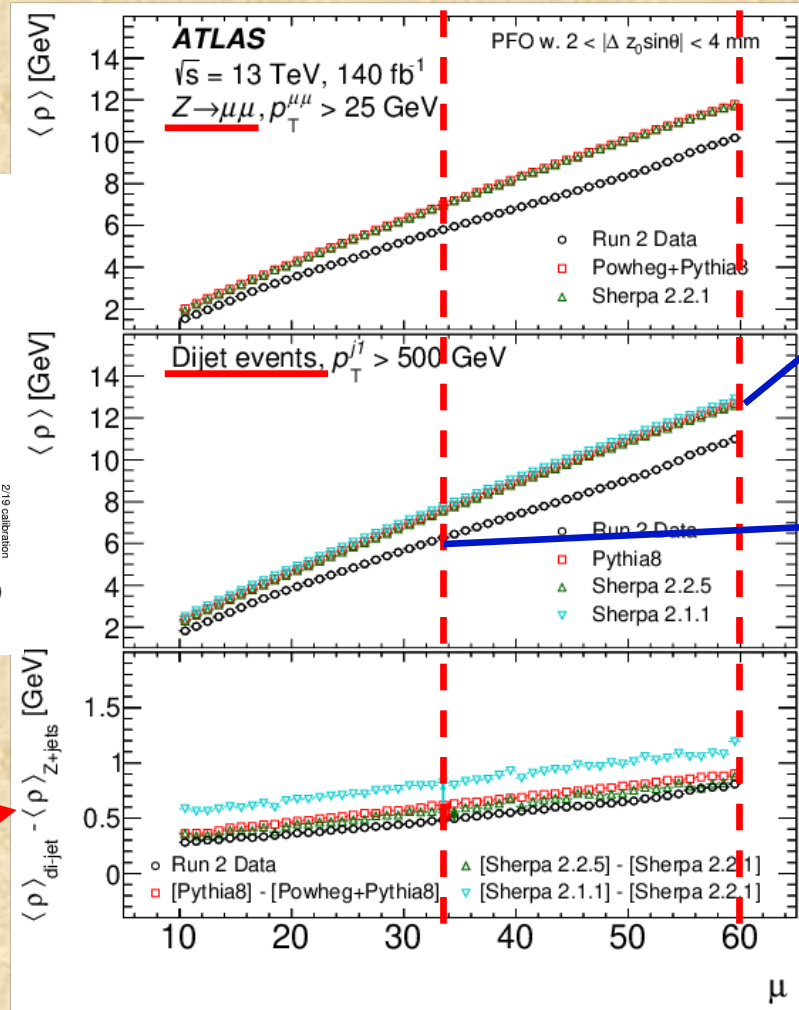 ATLAS
PFO w. 2 < |Δ z₀sinθ| < 4 mm
√s = 13 TeV, 140 fb⁻¹
Z→μμ, p_T^μμ > 25 GeV
⟨ ρ ⟩ [GeV]
14
12
10
8
6
4
2
Run 2 Data
Powheg+Pythia8
Sherpa 2.2.1
Dijet events, p_T^j1 > 500 GeV
⟨ ρ ⟩ [GeV]
14
12
10
8
6
4
2
Run 2 Data
Pythia8
Sherpa 2.2.5
Sherpa 2.1.1
2/19 calibration
⟨ ρ ⟩di-jet - ⟨ ρ ⟩Z+jets [GeV]
1.5
1
0.5
0
Run 2 Data
[Sherpa 2.2.5] - [Sherpa 2.2.1]
[Pythia8] - [Powheg+Pythia8]
[Sherpa 2.1.1] - [Sherpa 2.2.1]
10 20 30 40 50 60
μ